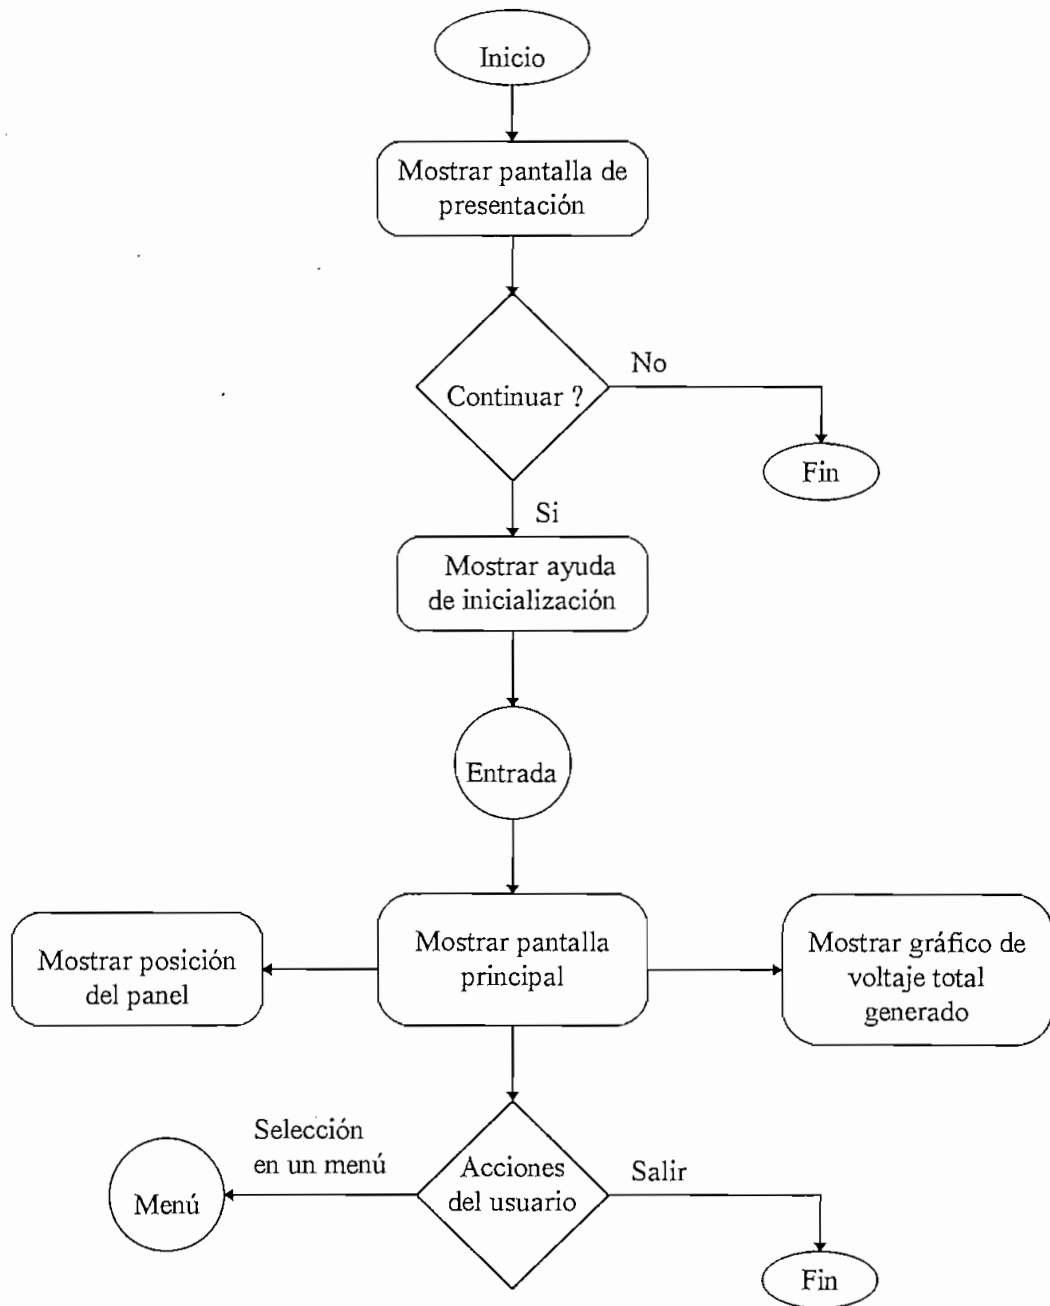 Inicio
Mostrar pantalla de
presentación
No
Continuar ?
Fin
Si
Mostrar ayuda
de inicialización
Entrada
Mostrar posición
del panel
Mostrar pantalla
principal
Mostrar gráfico de
voltaje total
generado
Selección
en un menú
Menú
Acciones
del usuario
Salir
Fin